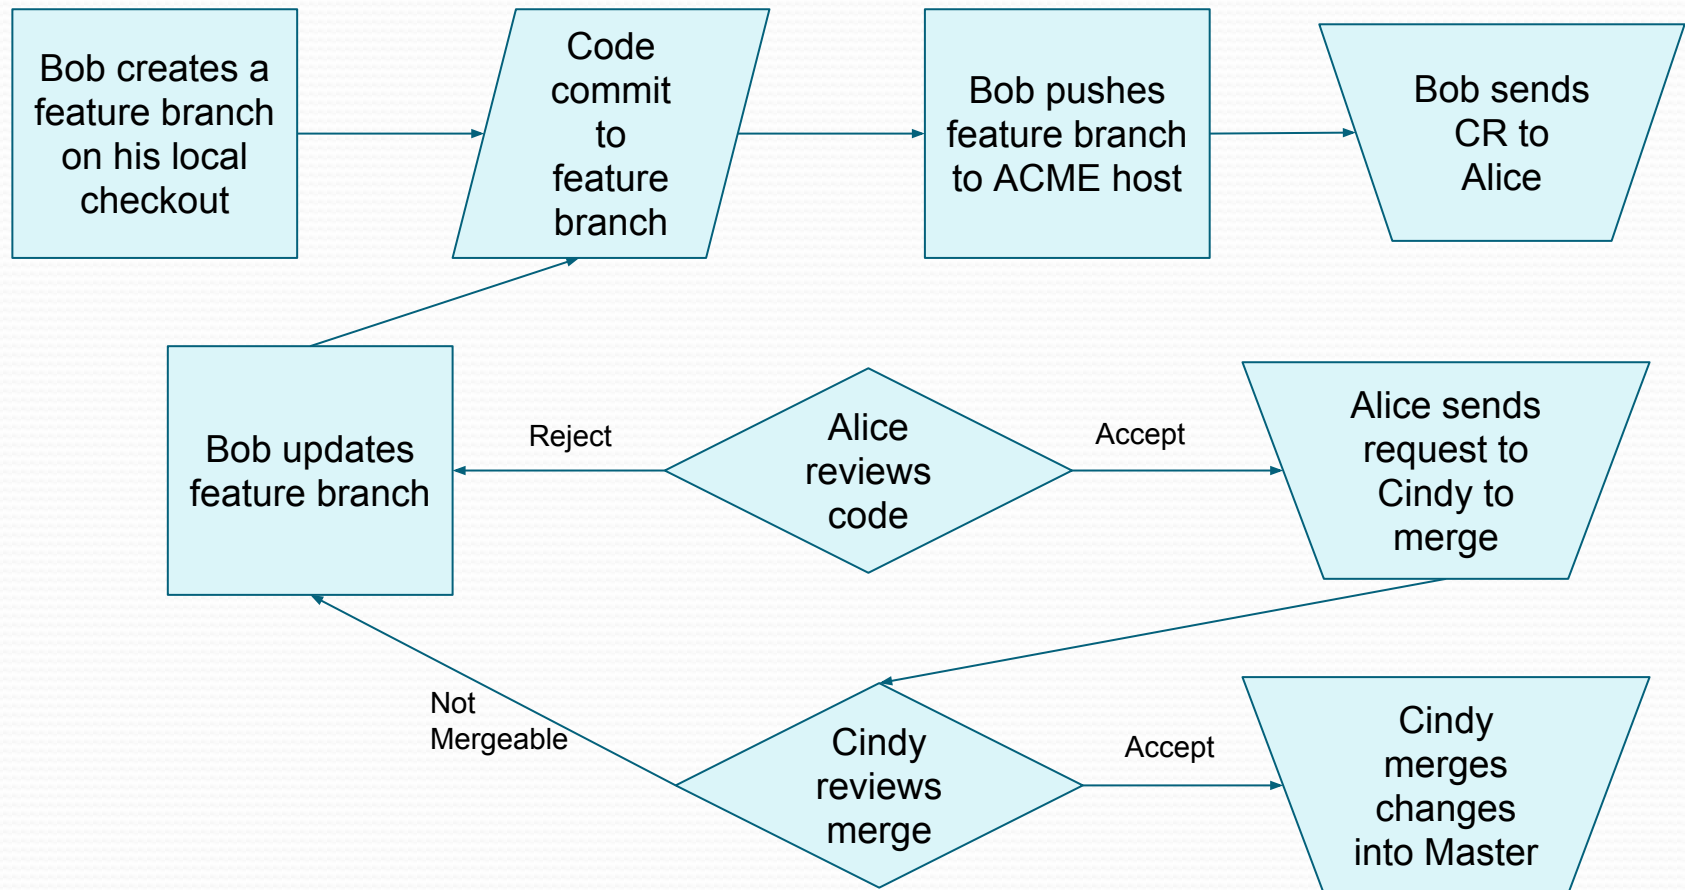 Bob creates a
feature branch
on his local
checkout
Code
commit
to
feature
branch
Bob pushes
feature branch
to ACME host
Bob sends
CR to
Alice
Bob updates
feature branch
Reject
Alice
reviews
code
Accept
Alice sends
request to
Cindy to
merge
Not
Mergeable
Cindy
reviews
merge
Accept
Cindy
merges
changes
into Master